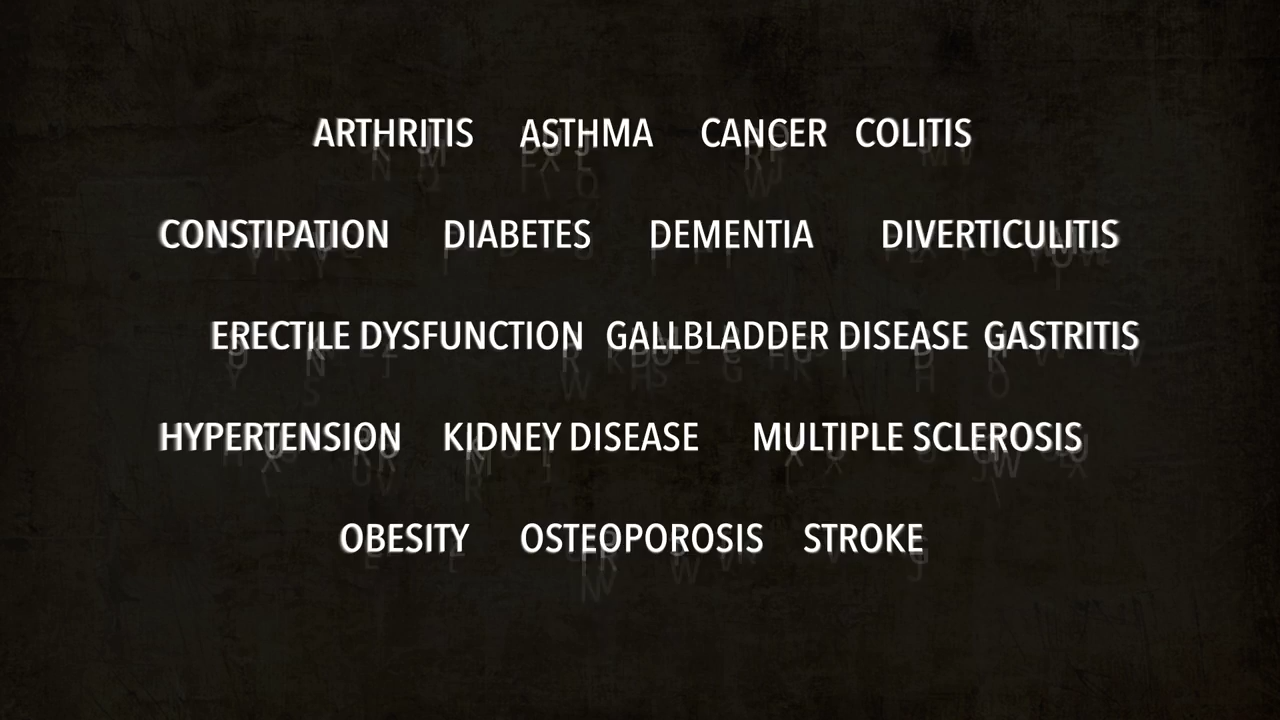 ARTHRITIS ASTHMA CANCER COLITIS
CONSTIPATION DIABETES DEMENTIA DIVERTICULITIS
ERECTILE DYSFUNCTION GALLBLADDER DISEASE GASTRITIS
HYPERTENSION KIDNEY DISEASE MULTIPLE SCLEROSIS
OBESITY OSTEOPOROSIS STROKE